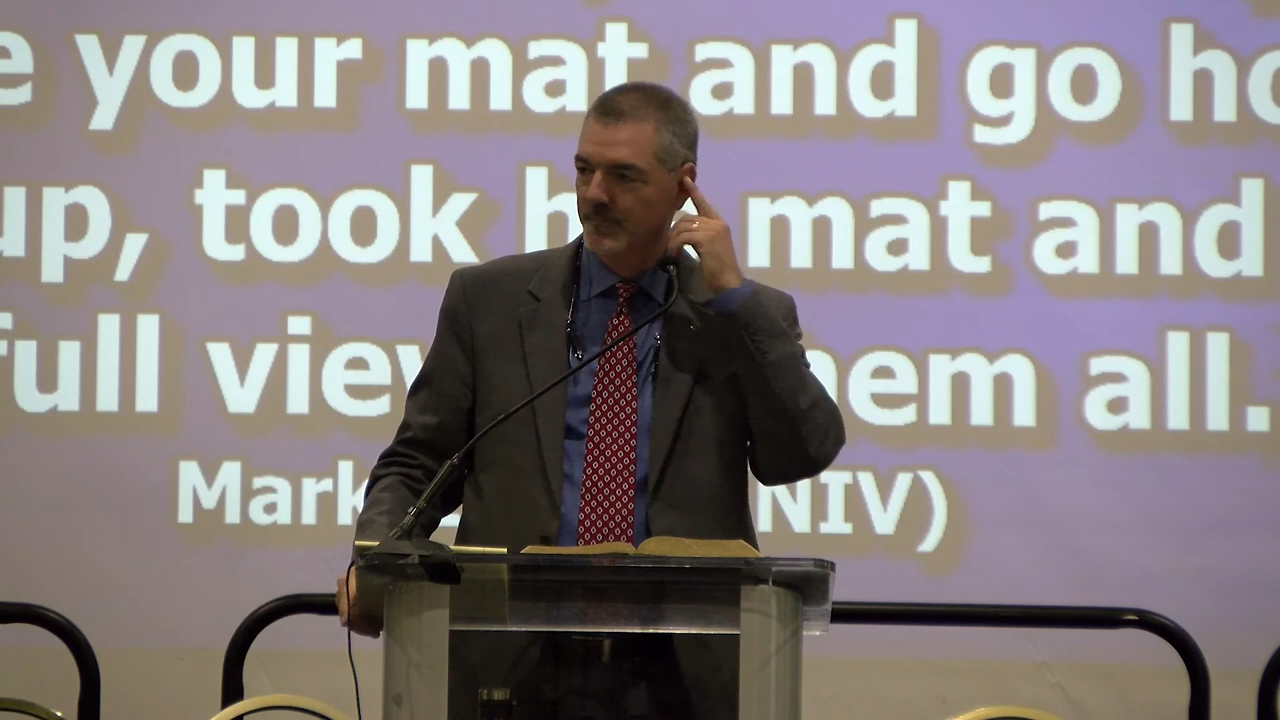 e your mat and go ho
up, took h mat and
full view hem all.
Mark NIV)